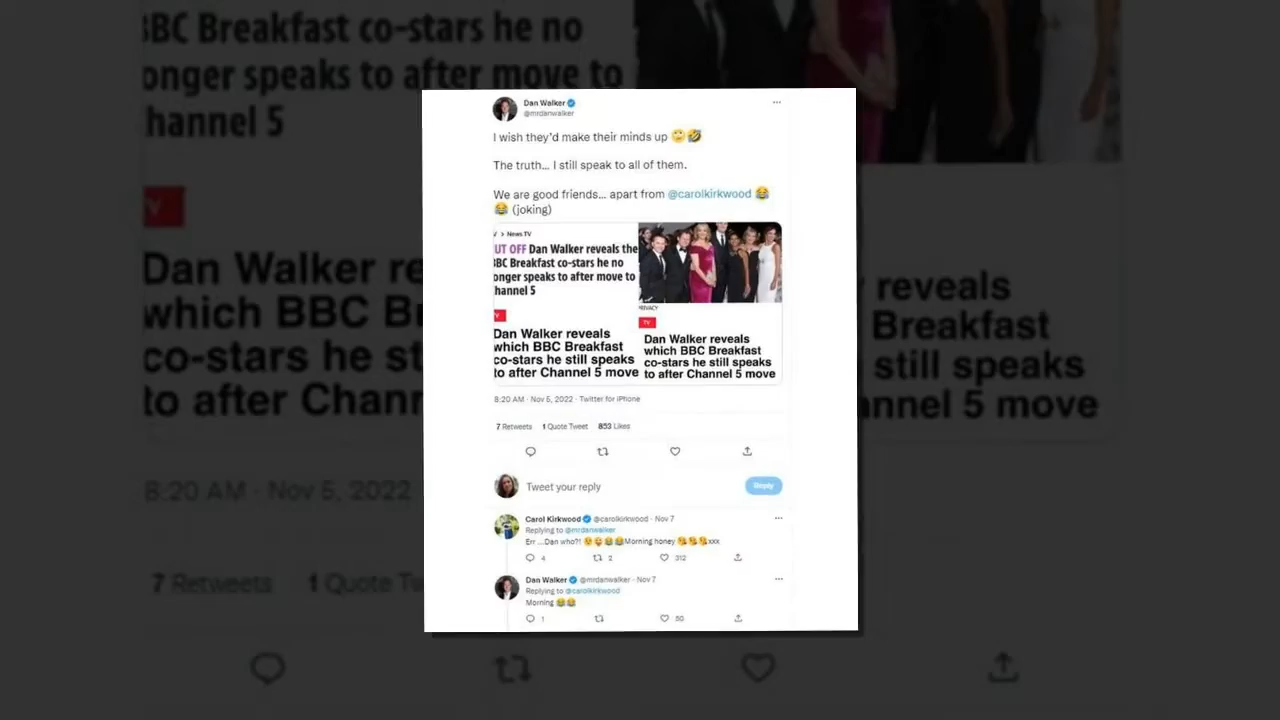 BBC Breakfast co-stars he no
onger speaks to after move to
hannel 5
V
Dan Walker re
which BBC B
co-stars he st
to after Chann
8:20 AM · Nov 5, 2022
7 Retweets 1 Quote Tw
reveals
Breakfast
still speaks
nnel 5 move
Dan Walker
@mrdanwalker
I wish they'd make their minds up 🙄🤣
The truth... I still speak to all of them.
We are good friends... apart from @carolkirkwood 😂
😂 (joking)
V > News TV
UT OFF Dan Walker reveals the
BBC Breakfast co-stars he no
onger speaks to after move to
hannel 5
V
Dan Walker reveals
which BBC Breakfast
co-stars he still speaks
to after Channel 5 move
PRIVACY
TV
Dan Walker reveals
which BBC Breakfast
co-stars he still speaks
to after Channel 5 move
8:20 AM · Nov 5, 2022 · Twitter for iPhone
7 Retweets 1 Quote Tweet 853 Likes
Tweet your reply
Reply
Carol Kirkwood @carolkirkwood · Nov 7
Replying to @mrdanwalker
Err ...Dan who?! 😉😜😂😂Morning honey 😘😘😘xxx
4 2 312
Dan Walker @mrdanwalker · Nov 7
Replying to @carolkirkwood
Morning 😂😂
1 50